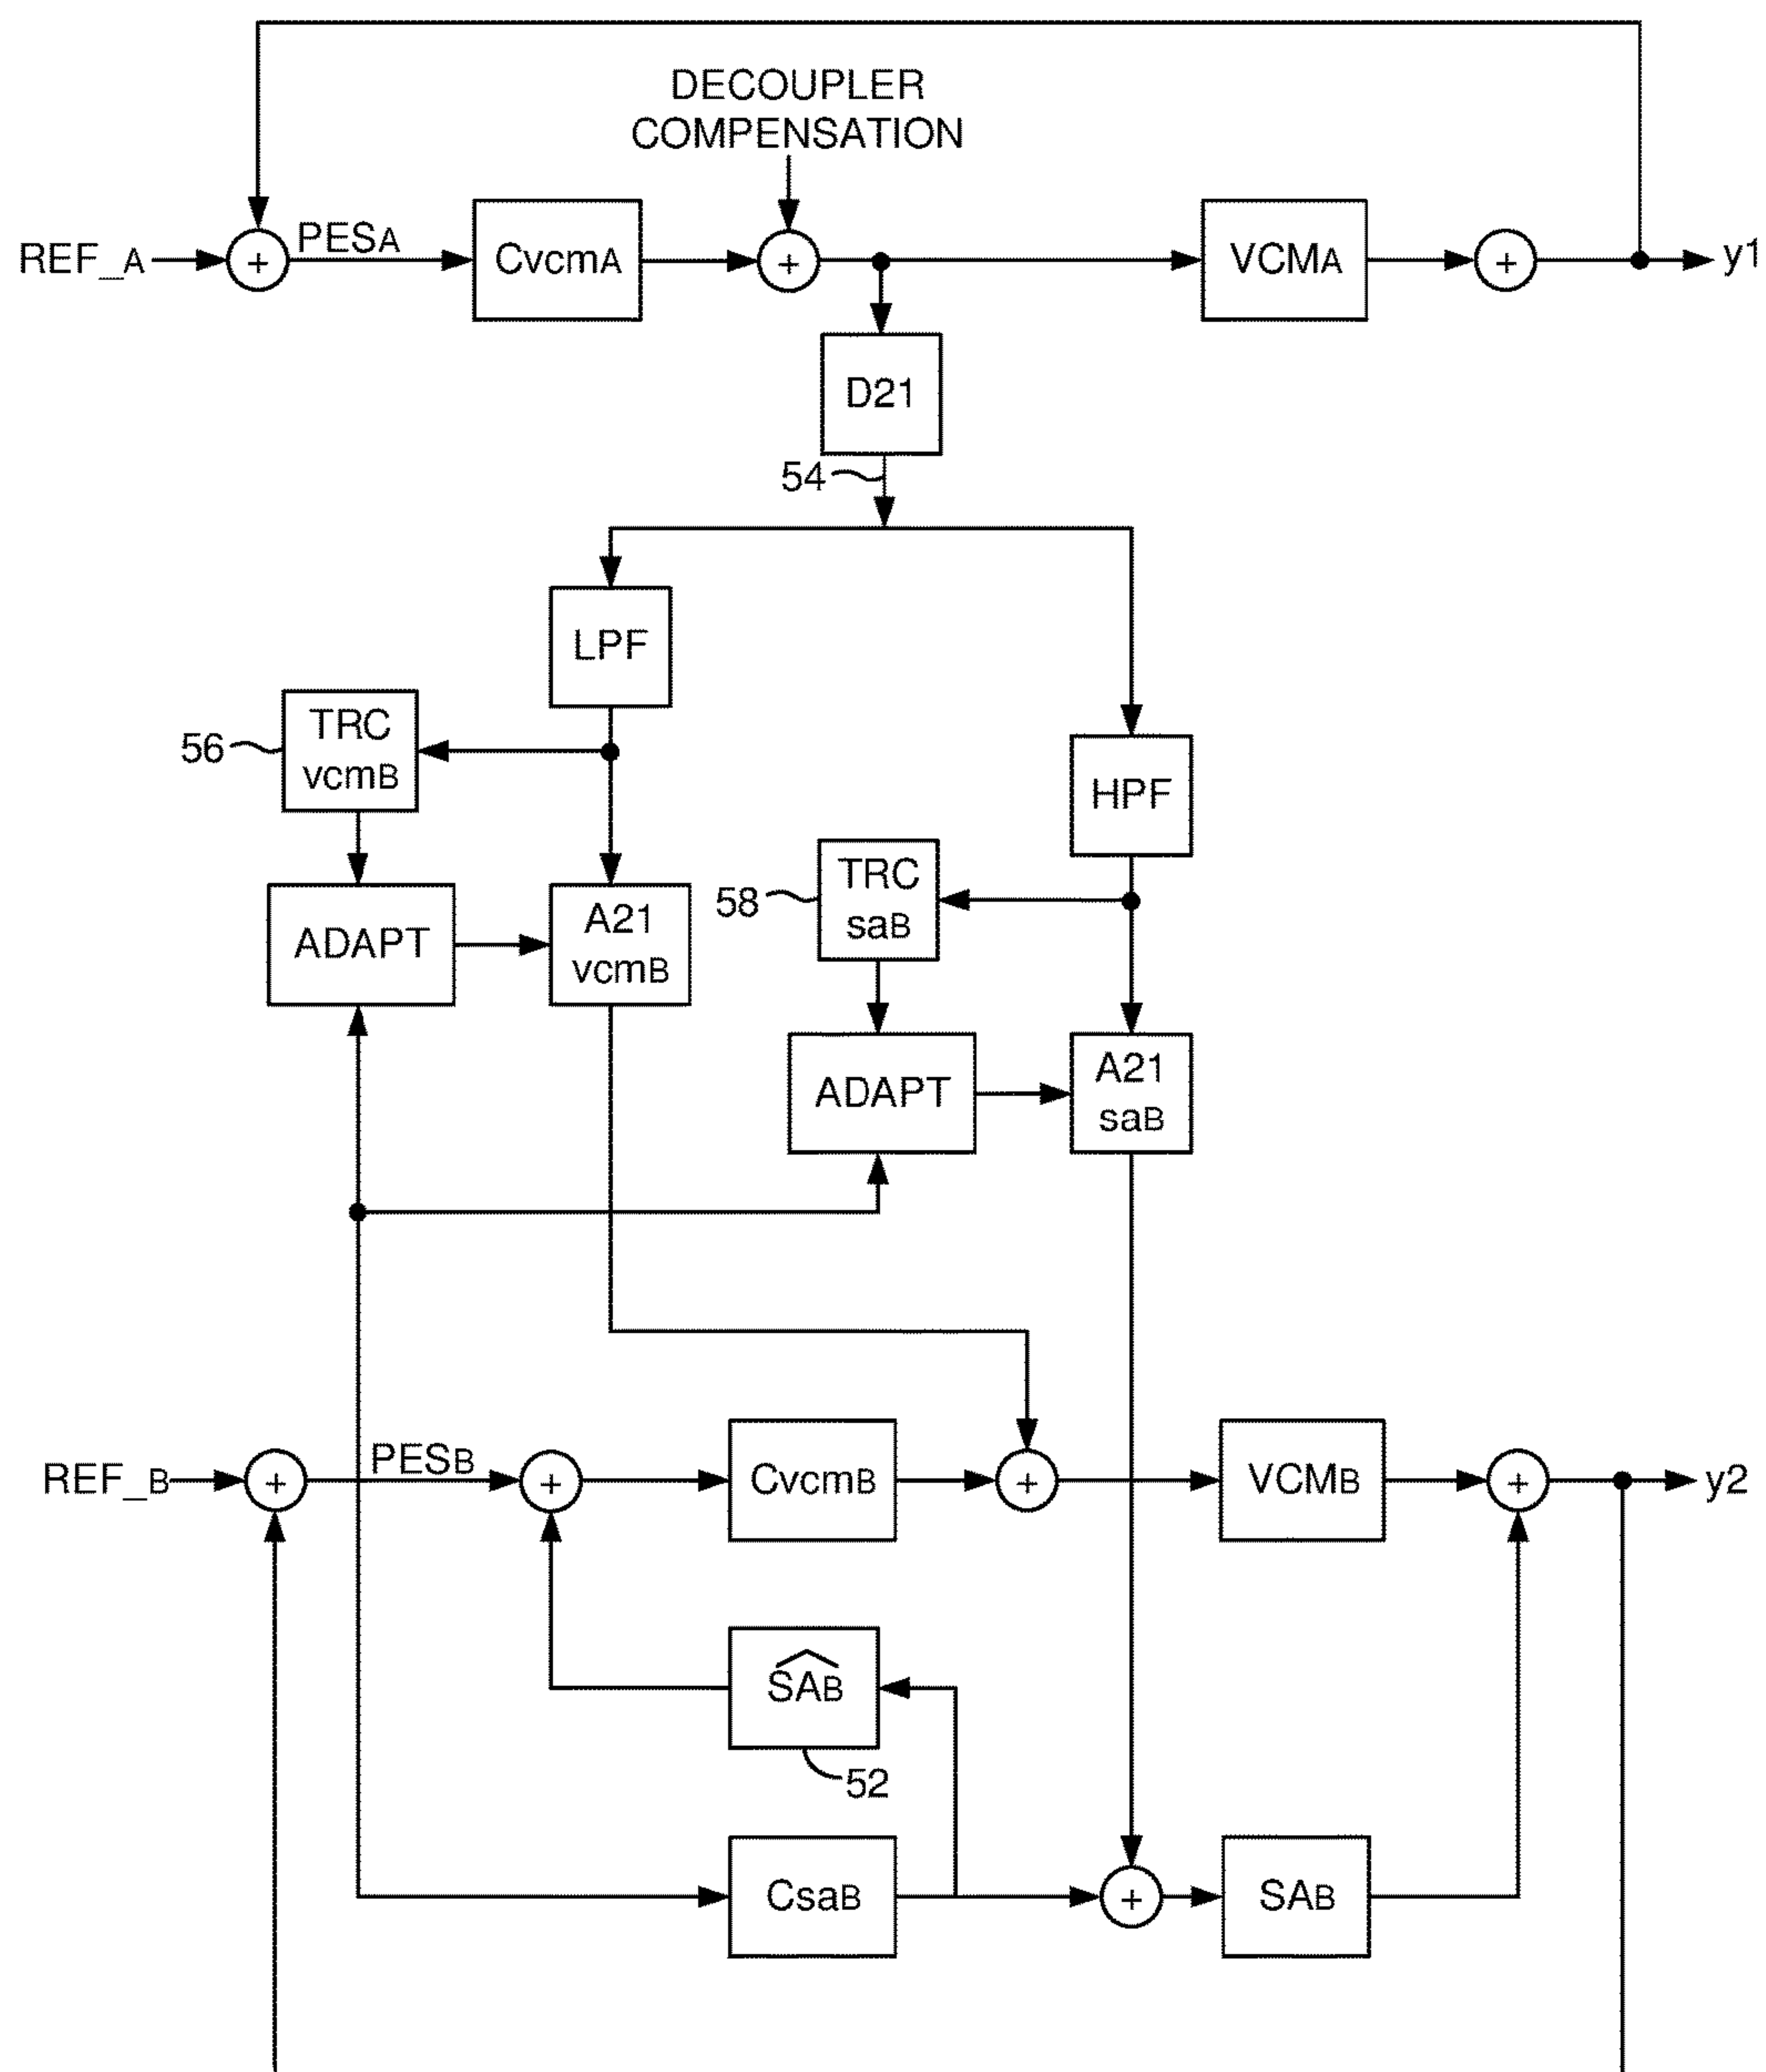 DECOUPLER
COMPENSATION
REF_A
+
PESA
CvcmA
+
VCMA
+
y1
D21
54
LPF
56
TRC
vcmB
HPF
58
TRC
saB
ADAPT
A21
vcmB
ADAPT
A21
saB
REF_B
+
PESB
+
CvcmB
+
VCMB
+
y2
SAB
52
CsaB
+
SAB